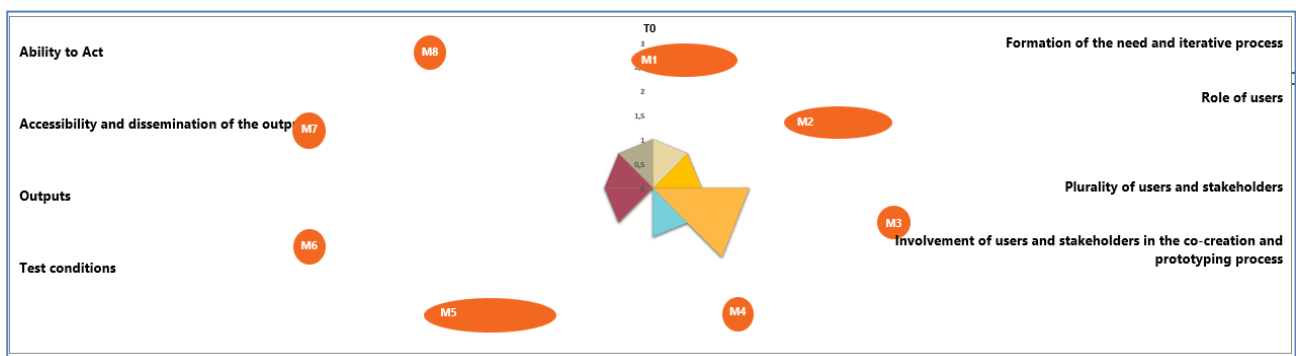 T0
Ability to Act
M8
3
M1
Formation of the need and iterative process
2
Role of users
1,5
M2
Accessibility and dissemination of the outp
M7
1
0,5
Outputs
Plurality of users and stakeholders
M3
M6
Involvement of users and stakeholders in the co-creation and
prototyping process
Test conditions
M5
M4